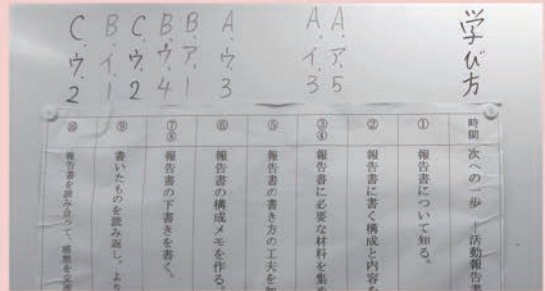 学び方
A.ア.5
A.イ.3
A.ウ.3
B.ア.1
B.ウ.4
C.ウ.2
B.イ.1
C.ウ.2
時間 次への一歩 ―活動報告書
① 報告書について知る。
② 報告書に書く構成と内容を
③④ 報告書に必要な材料を集め
⑤ 報告書の書き方の工夫を
⑥ 報告書の構成メモを作る。
⑦⑧ 報告書の下書きを書く。
⑨ 書いたものを読み返し、より
⑩ 報告書を読み合って、感想を交